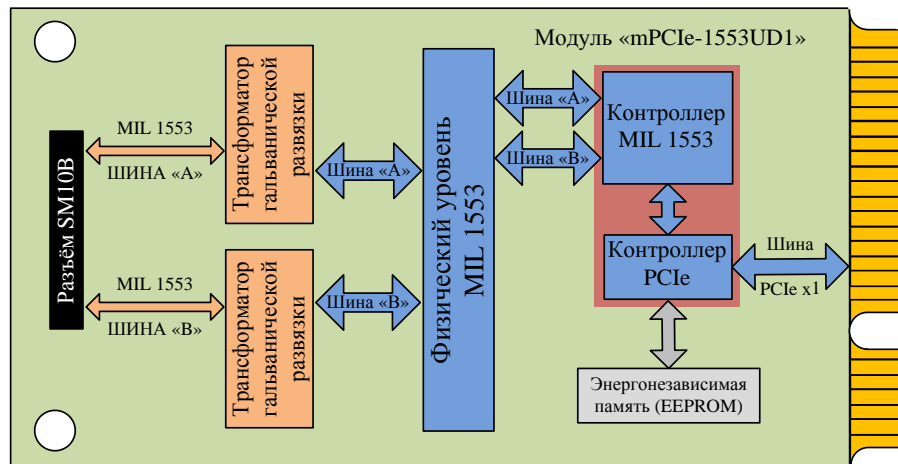 Модуль «mPCIe-1553UD1»
Разъём SM10B
MIL 1553
ШИНА «А»
MIL 1553
ШИНА «В»
Трансформатор
гальванической
развязки
Трансформатор
гальванической
развязки
Шина «А»
Шина «В»
Физический уровень
MIL 1553
Шина «А»
Шина «В»
Контроллер
MIL 1553
Контроллер
PCIe
Шина
PCIe x1
Энергонезависимая
память (EEPROM)